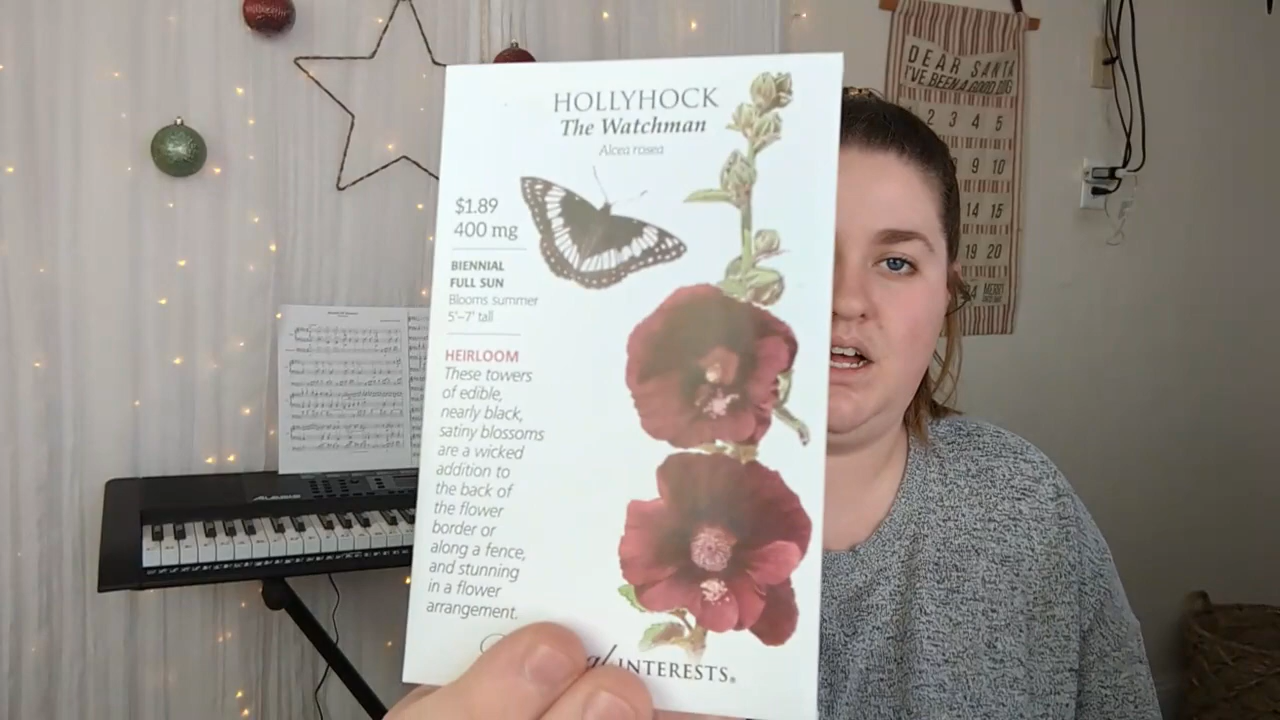 HOLLYHOCK
The Watchman
Alcea rosea
$1.89
400 mg
BIENNIAL
FULL SUN
Blooms summer
5'–7' tall
HEIRLOOM
These towers
of edible,
nearly black,
satiny blossoms
are a wicked
addition to
the back of
the flower
border or
along a fence,
and stunning
in a flower
arrangement.
INTERESTS®
DEAR SANTA
I'VE BEEN A GOOD DOG
2 3 4 5
9 10
14 15
19 20
24 MERRY
ALESIS